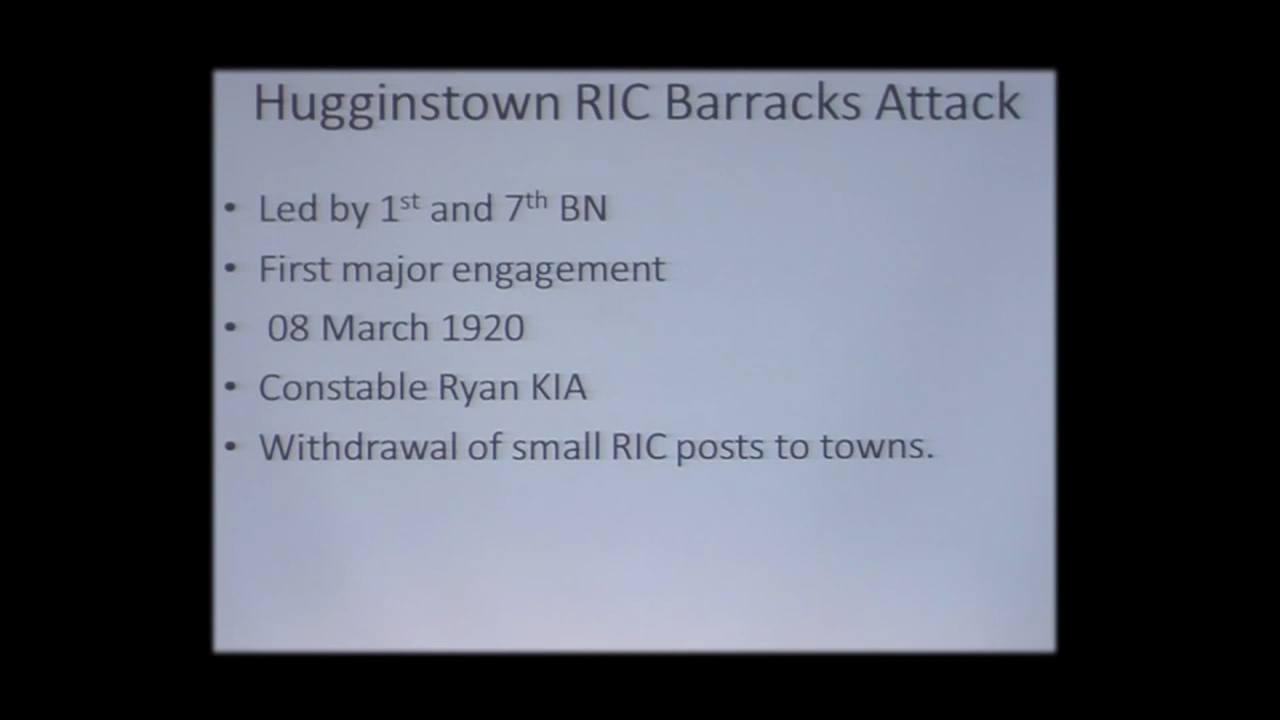 Hugginstown RIC Barracks Attack
• Led by 1st and 7th BN
• First major engagement
• 08 March 1920
• Constable Ryan KIA
• Withdrawal of small RIC posts to towns.